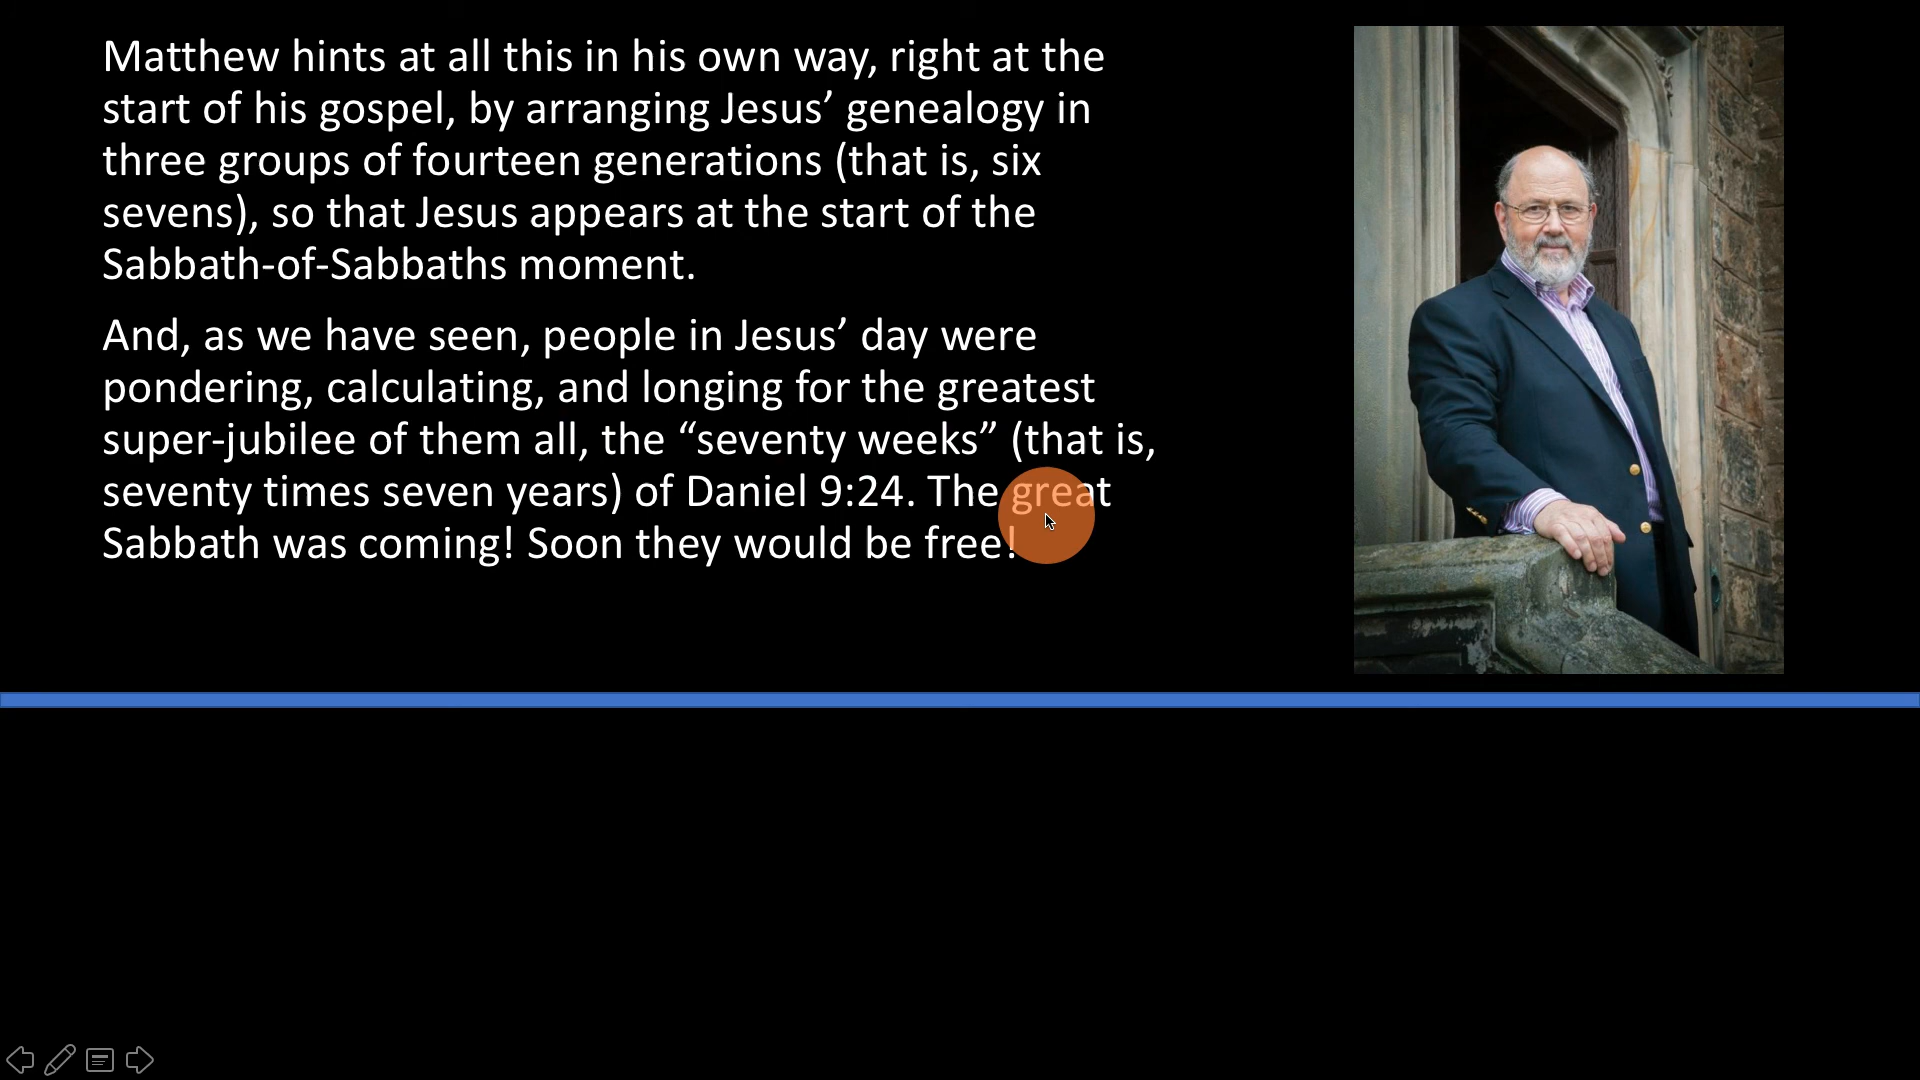 Matthew hints at all this in his own way, right at the
start of his gospel, by arranging Jesus’ genealogy in
three groups of fourteen generations (that is, six
sevens), so that Jesus appears at the start of the
Sabbath-of-Sabbaths moment.
And, as we have seen, people in Jesus’ day were
pondering, calculating, and longing for the greatest
super-jubilee of them all, the “seventy weeks” (that is,
seventy times seven years) of Daniel 9:24. The great
Sabbath was coming! Soon they would be free!